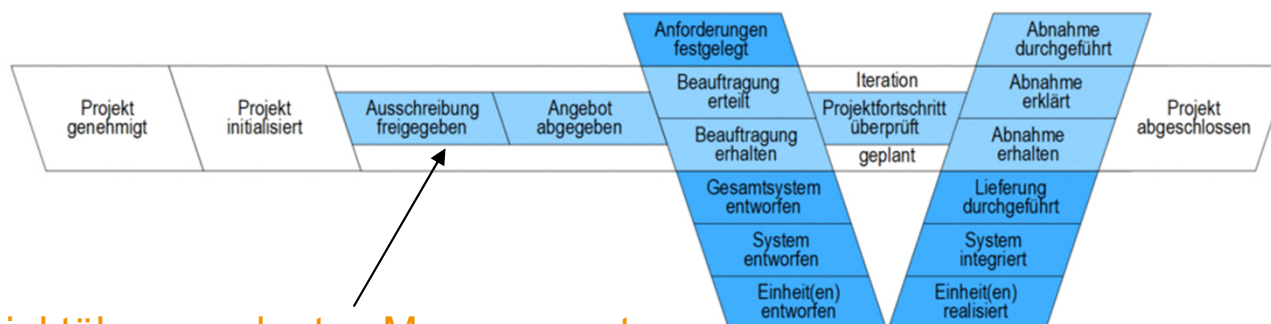 Anforderungen
festgelegt
Abnahme
durchgeführt
Projekt
genehmigt
Projekt
initialisiert
Ausschreibung
freigegeben
Angebot
abgegeben
Beauftragung
erteilt
Beauftragung
erhalten
Iteration
Projektfortschritt
überprüft
geplant
Abnahme
erklärt
Abnahme
erhalten
Projekt
abgeschlossen
Gesamtsystem
entworfen
Lieferung
durchgeführt
System
entworfen
System
integriert
Einheit(en)
entworfen
Einheit(en)
realisiert